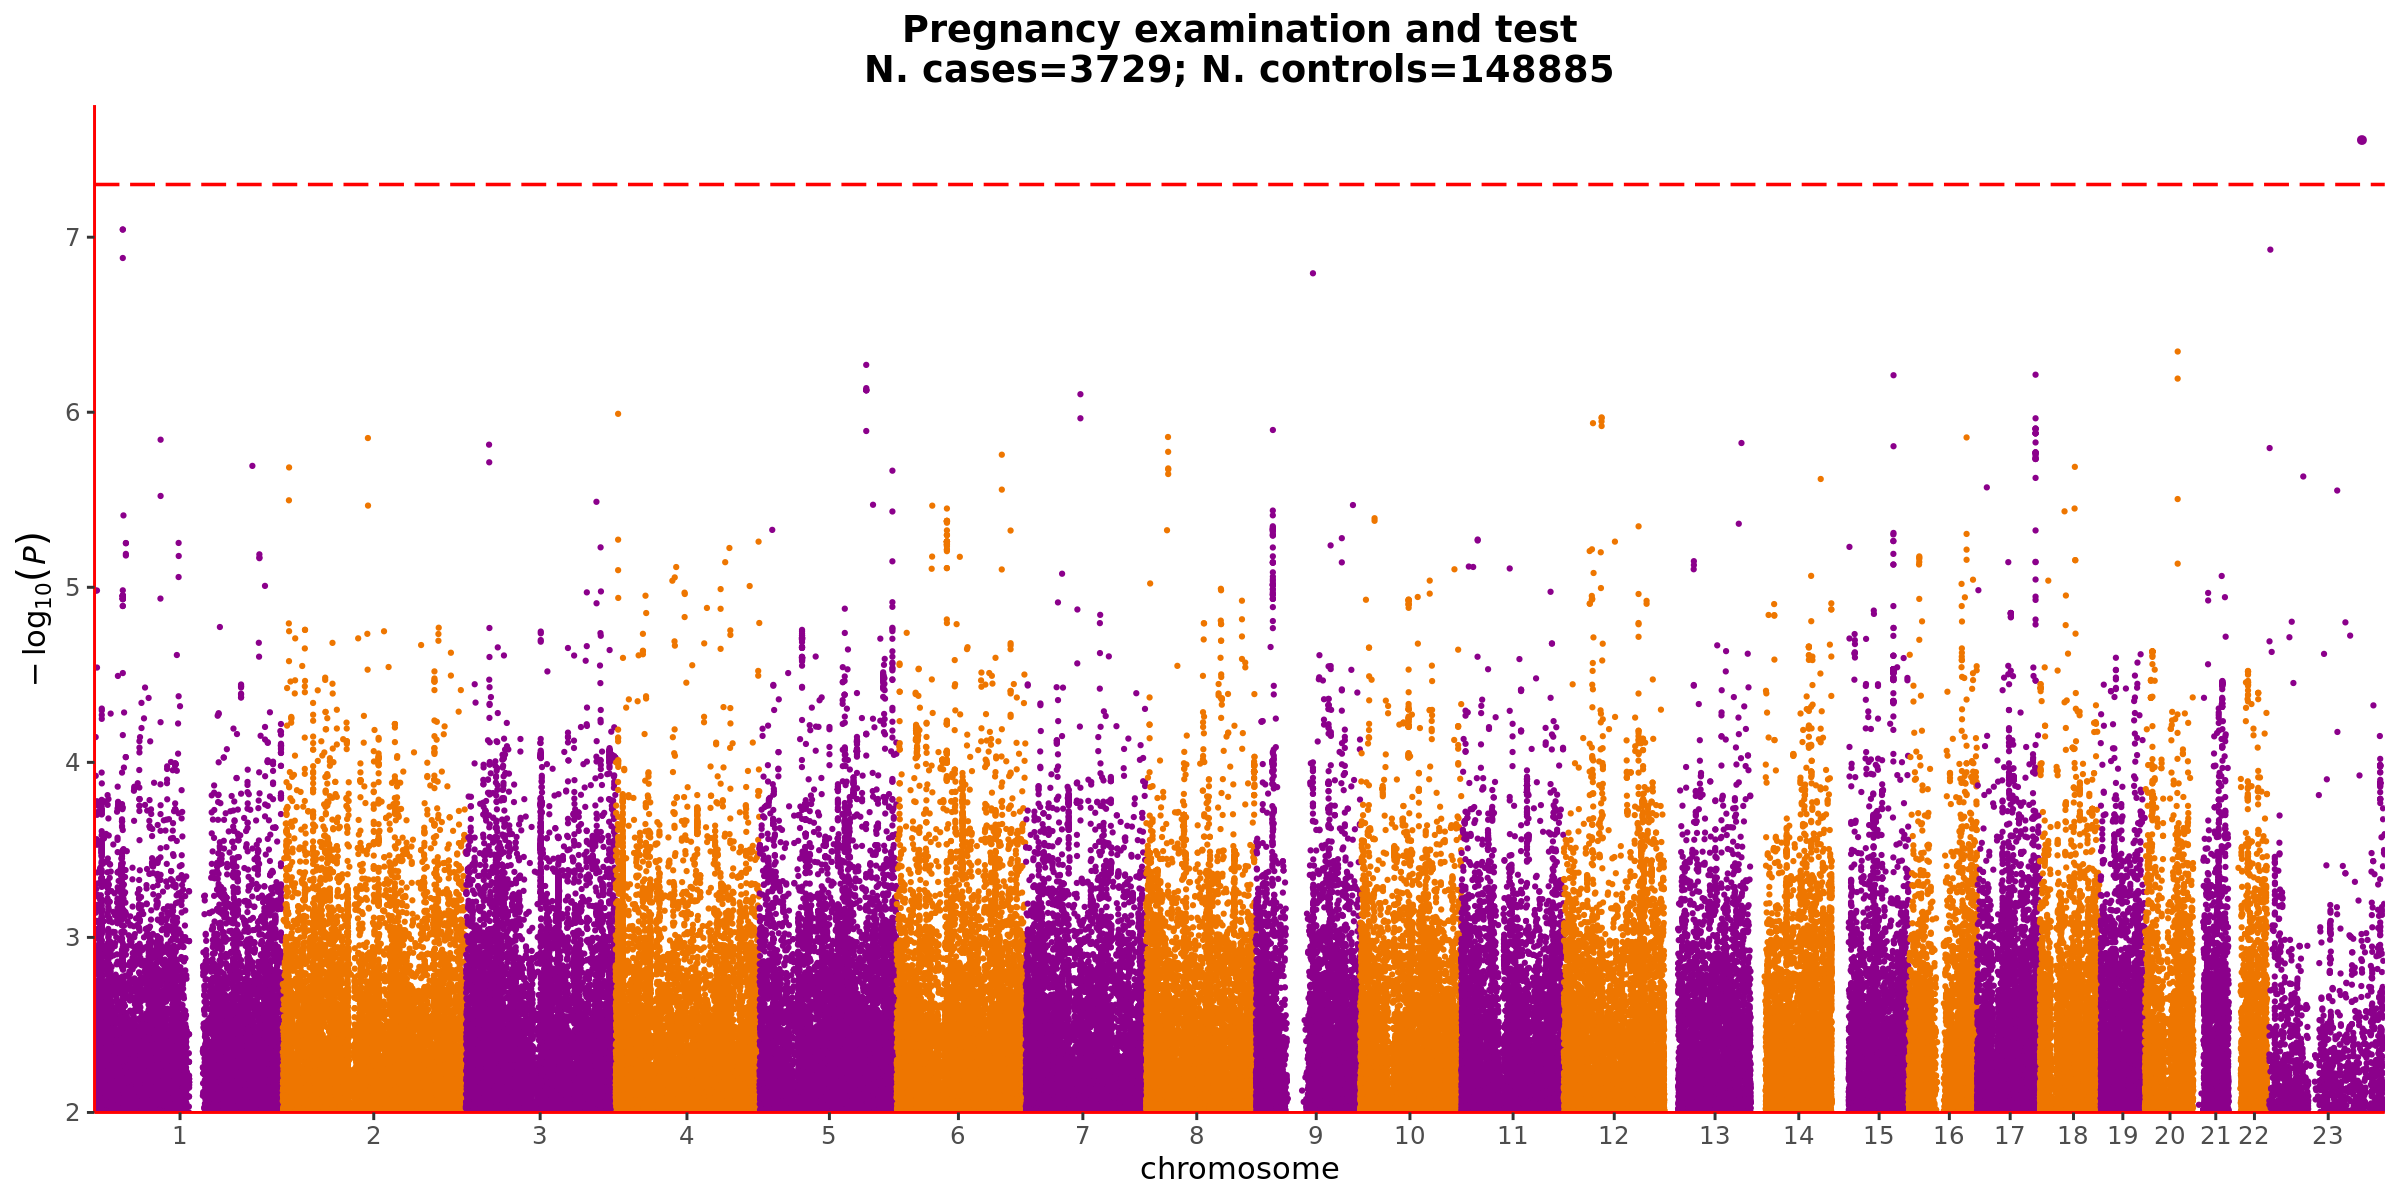 Pregnancy examination and test
N. cases=3729; N. controls=148885
−log10(P)
7
6
5
4
3
2
1 2 3 4 5 6 7 8 9 10 11 12 13 14 15 16 17 18 19 20 21 22 23
chromosome